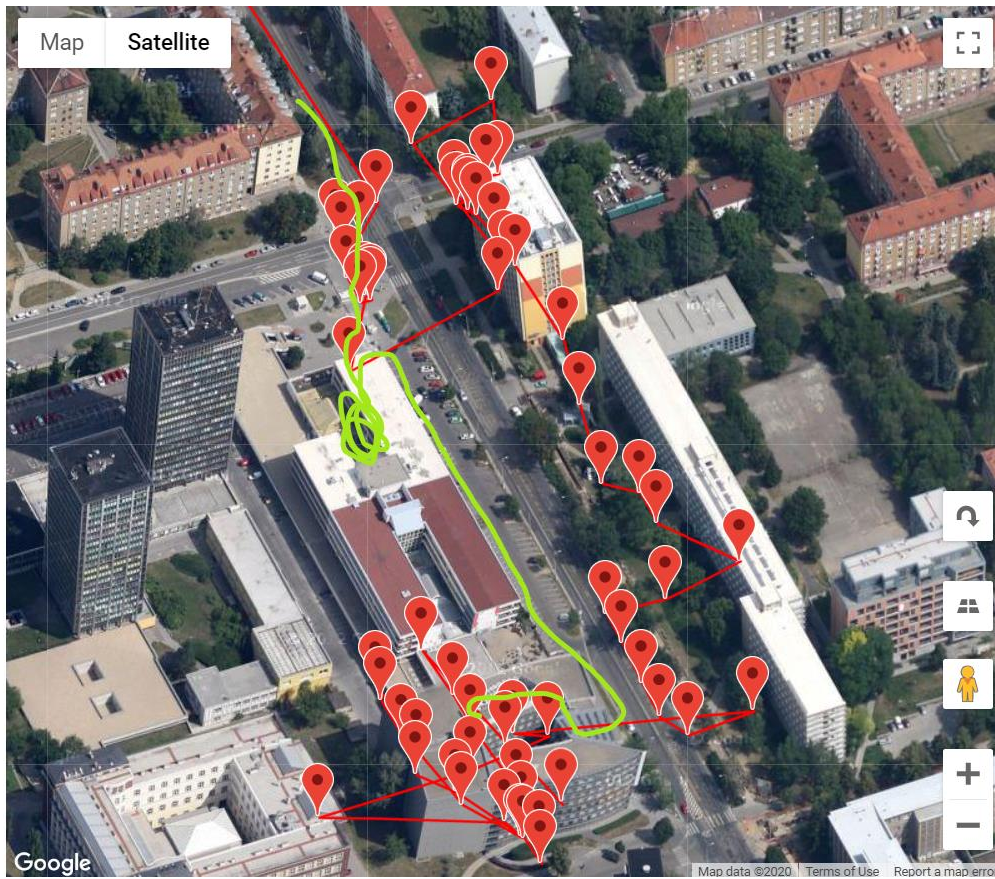 Map
Satellite
Google
Map data ©2020
Terms of Use
Report a map erro